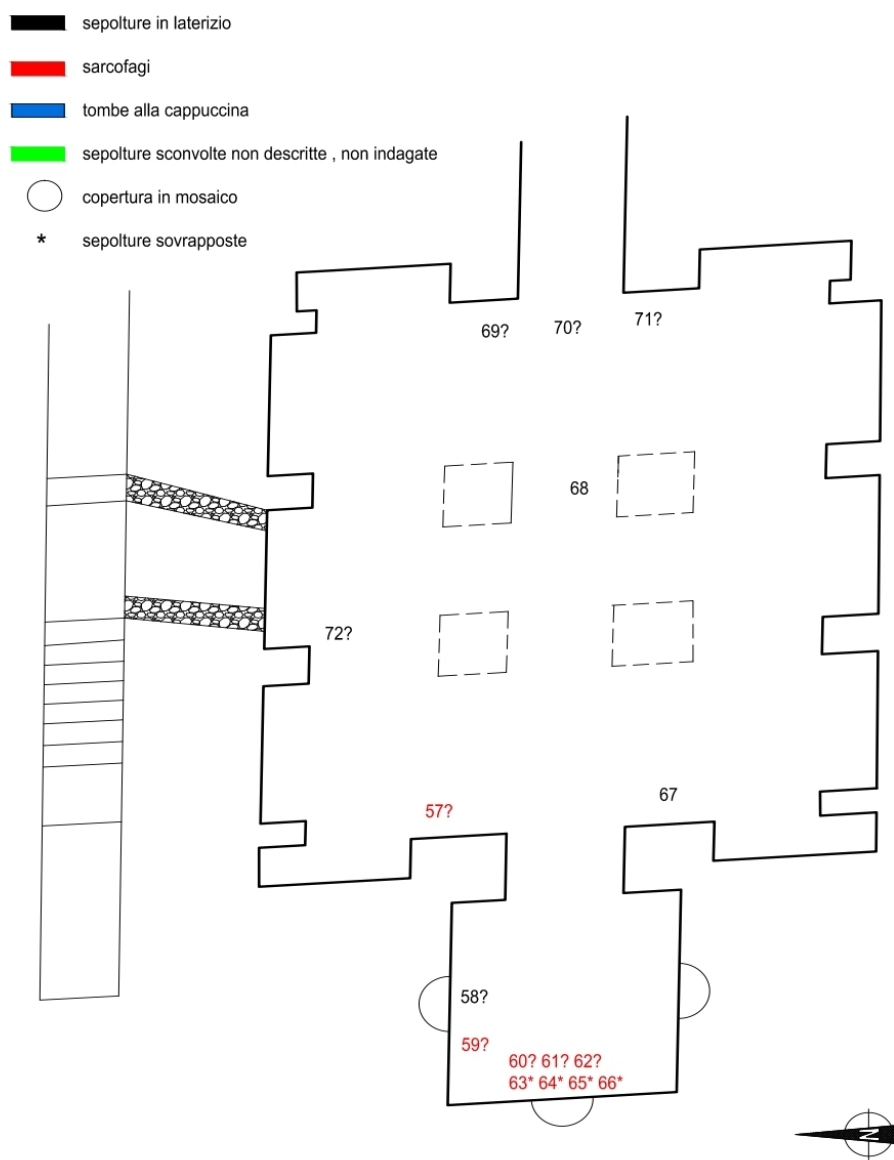 sepolture in laterizio
sarcofagi
tombe alla cappuccina
sepolture sconvolte non descritte , non indagate
copertura in mosaico
* sepolture sovrapposte
69? 70? 71?
68
72?
57? 67
58?
59?
60? 61? 62?
63* 64* 65* 66*
N